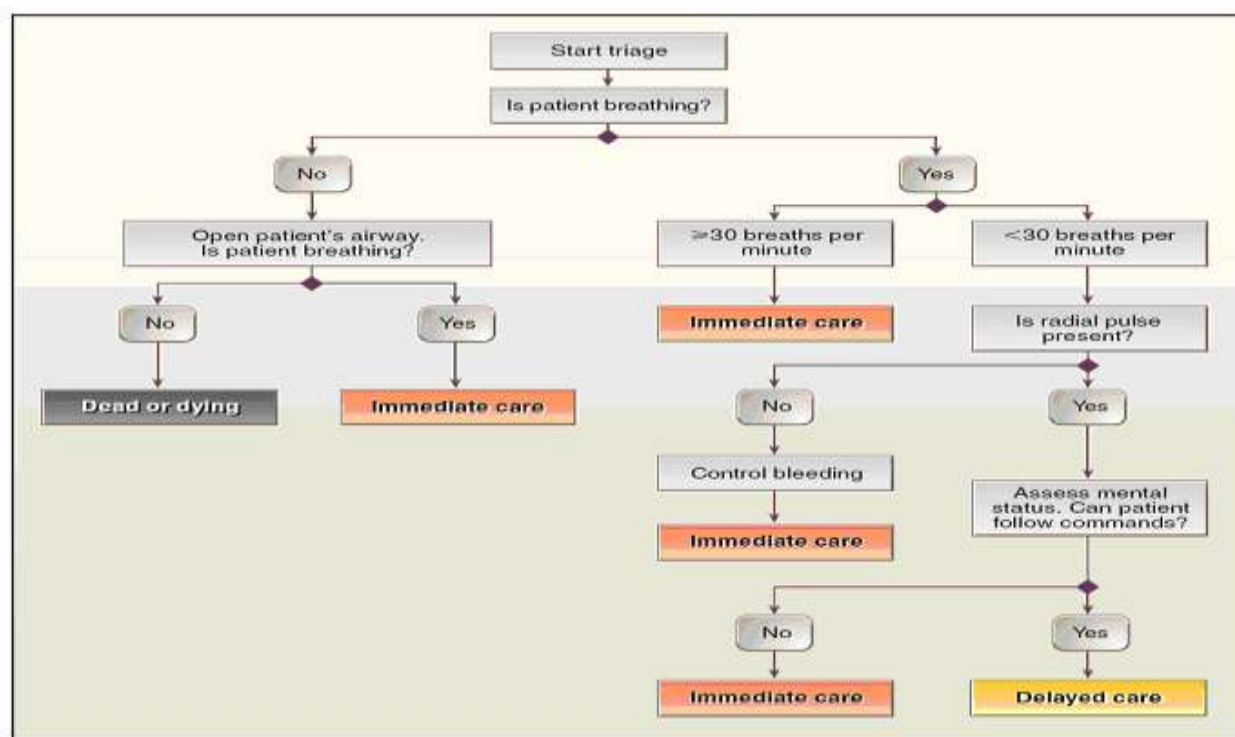 Start triage
Is patient breathing?
No
Yes
Open patient's airway.
Is patient breathing?
≥30 breaths per
minute
<30 breaths per
minute
No
Yes
Immediate care
Is radial pulse
present?
Dead or dying
Immediate care
No
Yes
Control bleeding
Assess mental
status. Can patient
follow commands?
Immediate care
No
Yes
Immediate care
Delayed care